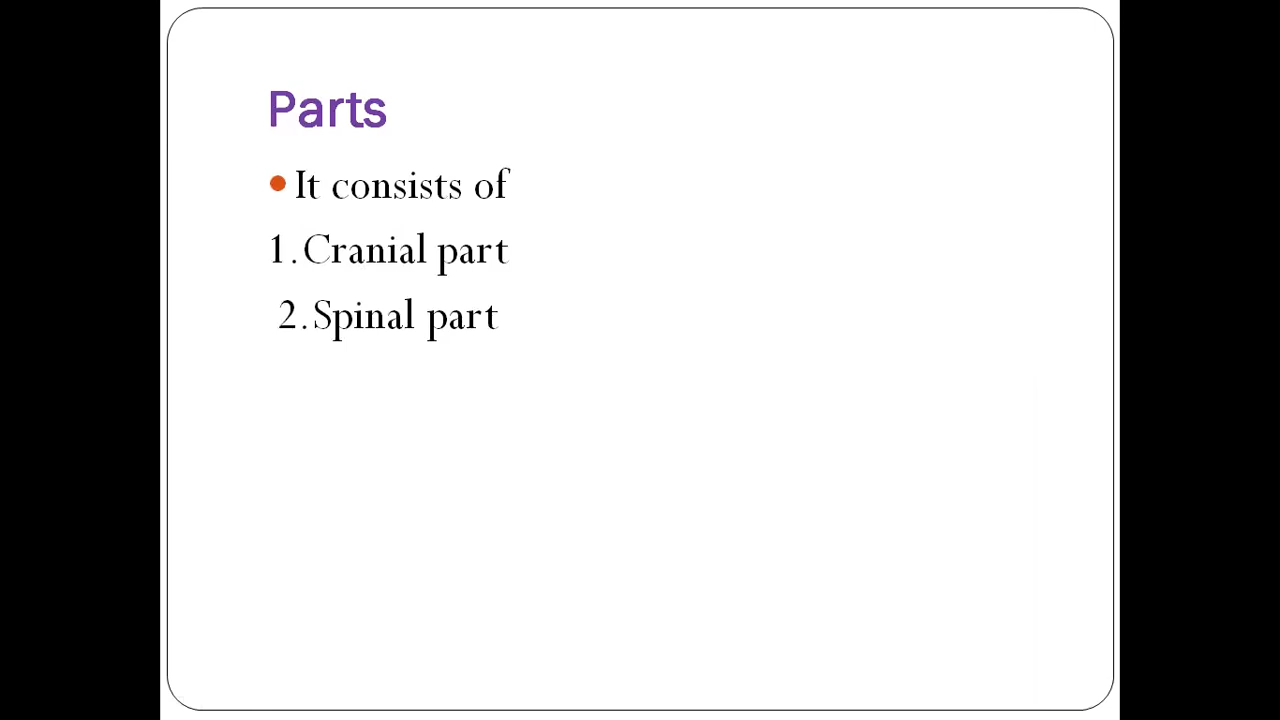 Parts
• It consists of
1.Cranial part
2.Spinal part